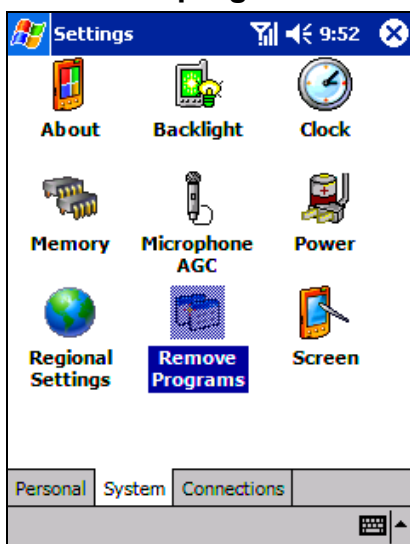 Settings 9:52
About Backlight Clock
Memory Microphone AGC Power
Regional Settings Remove Programs Screen
Personal System Connections